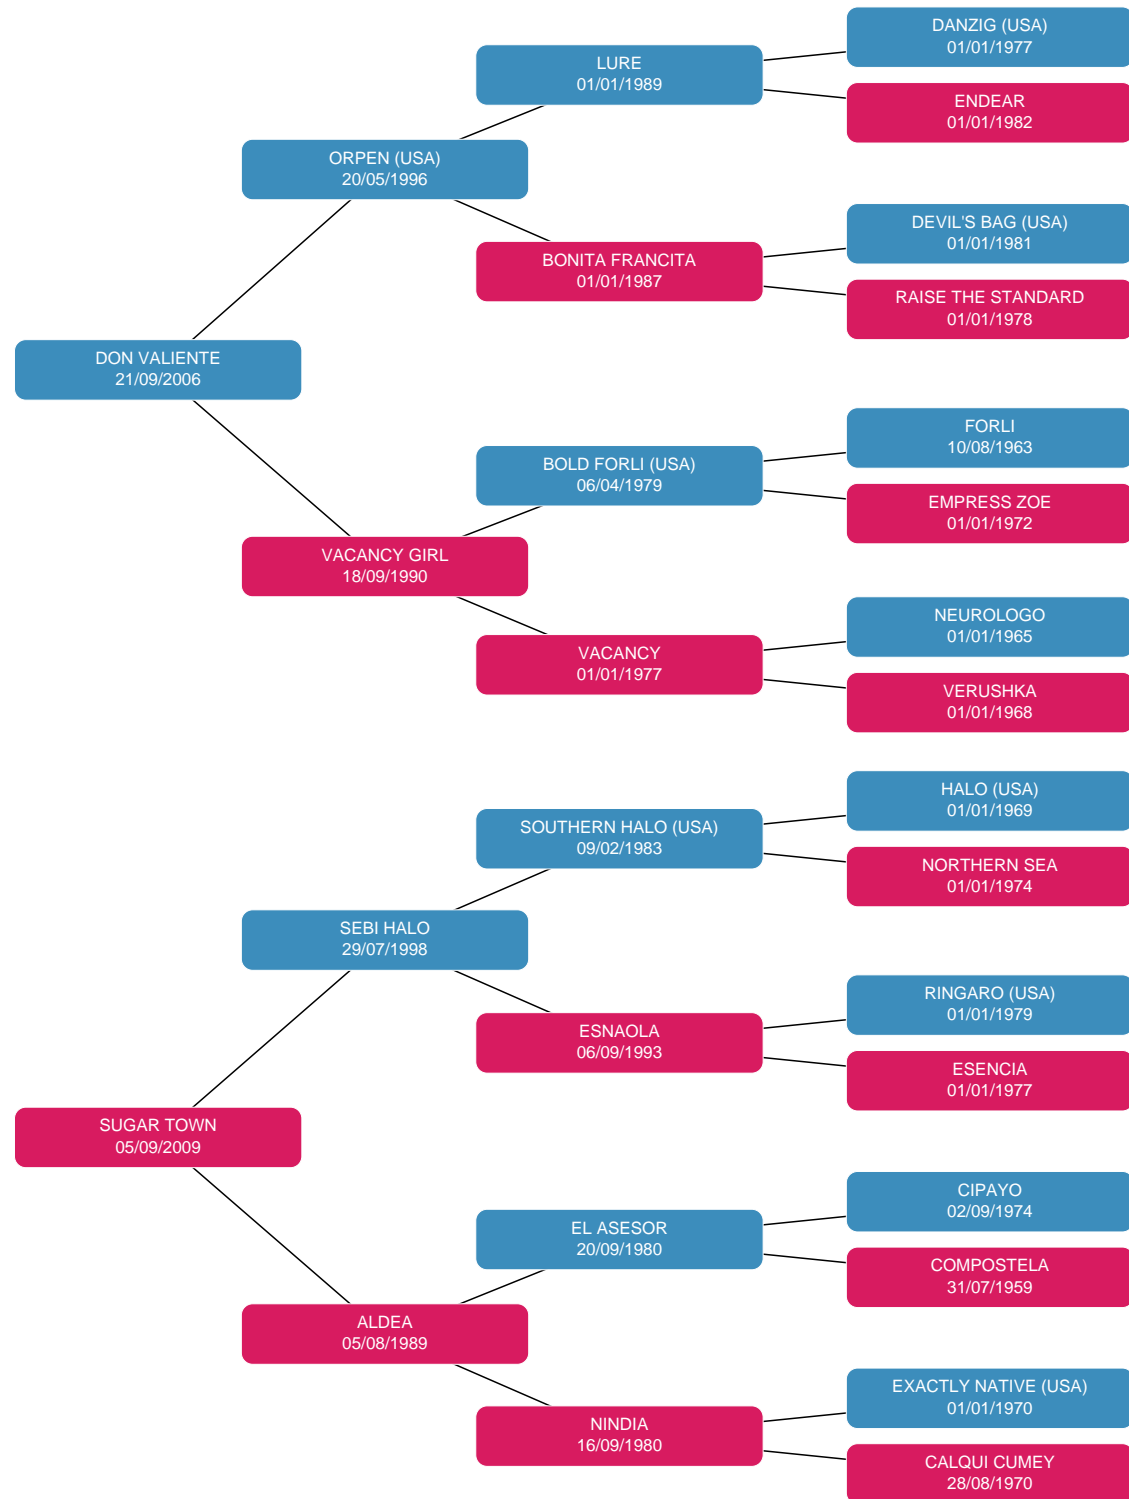 DANZIG (USA)
01/01/1977
LURE
01/01/1989
ENDEAR
01/01/1982
ORPEN (USA)
20/05/1996
DEVIL'S BAG (USA)
01/01/1981
BONITA FRANCITA
01/01/1987
RAISE THE STANDARD
01/01/1978
DON VALIENTE
21/09/2006
FORLI
10/08/1963
BOLD FORLI (USA)
06/04/1979
EMPRESS ZOE
01/01/1972
VACANCY GIRL
18/09/1990
NEUROLOGO
01/01/1965
VACANCY
01/01/1977
VERUSHKA
01/01/1968
HALO (USA)
01/01/1969
SOUTHERN HALO (USA)
09/02/1983
NORTHERN SEA
01/01/1974
SEBI HALO
29/07/1998
RINGARO (USA)
01/01/1979
ESNAOLA
06/09/1993
ESENCIA
01/01/1977
SUGAR TOWN
05/09/2009
CIPAYO
02/09/1974
EL ASESOR
20/09/1980
COMPOSTELA
31/07/1959
ALDEA
05/08/1989
EXACTLY NATIVE (USA)
01/01/1970
NINDIA
16/09/1980
CALQUI CUMEY
28/08/1970